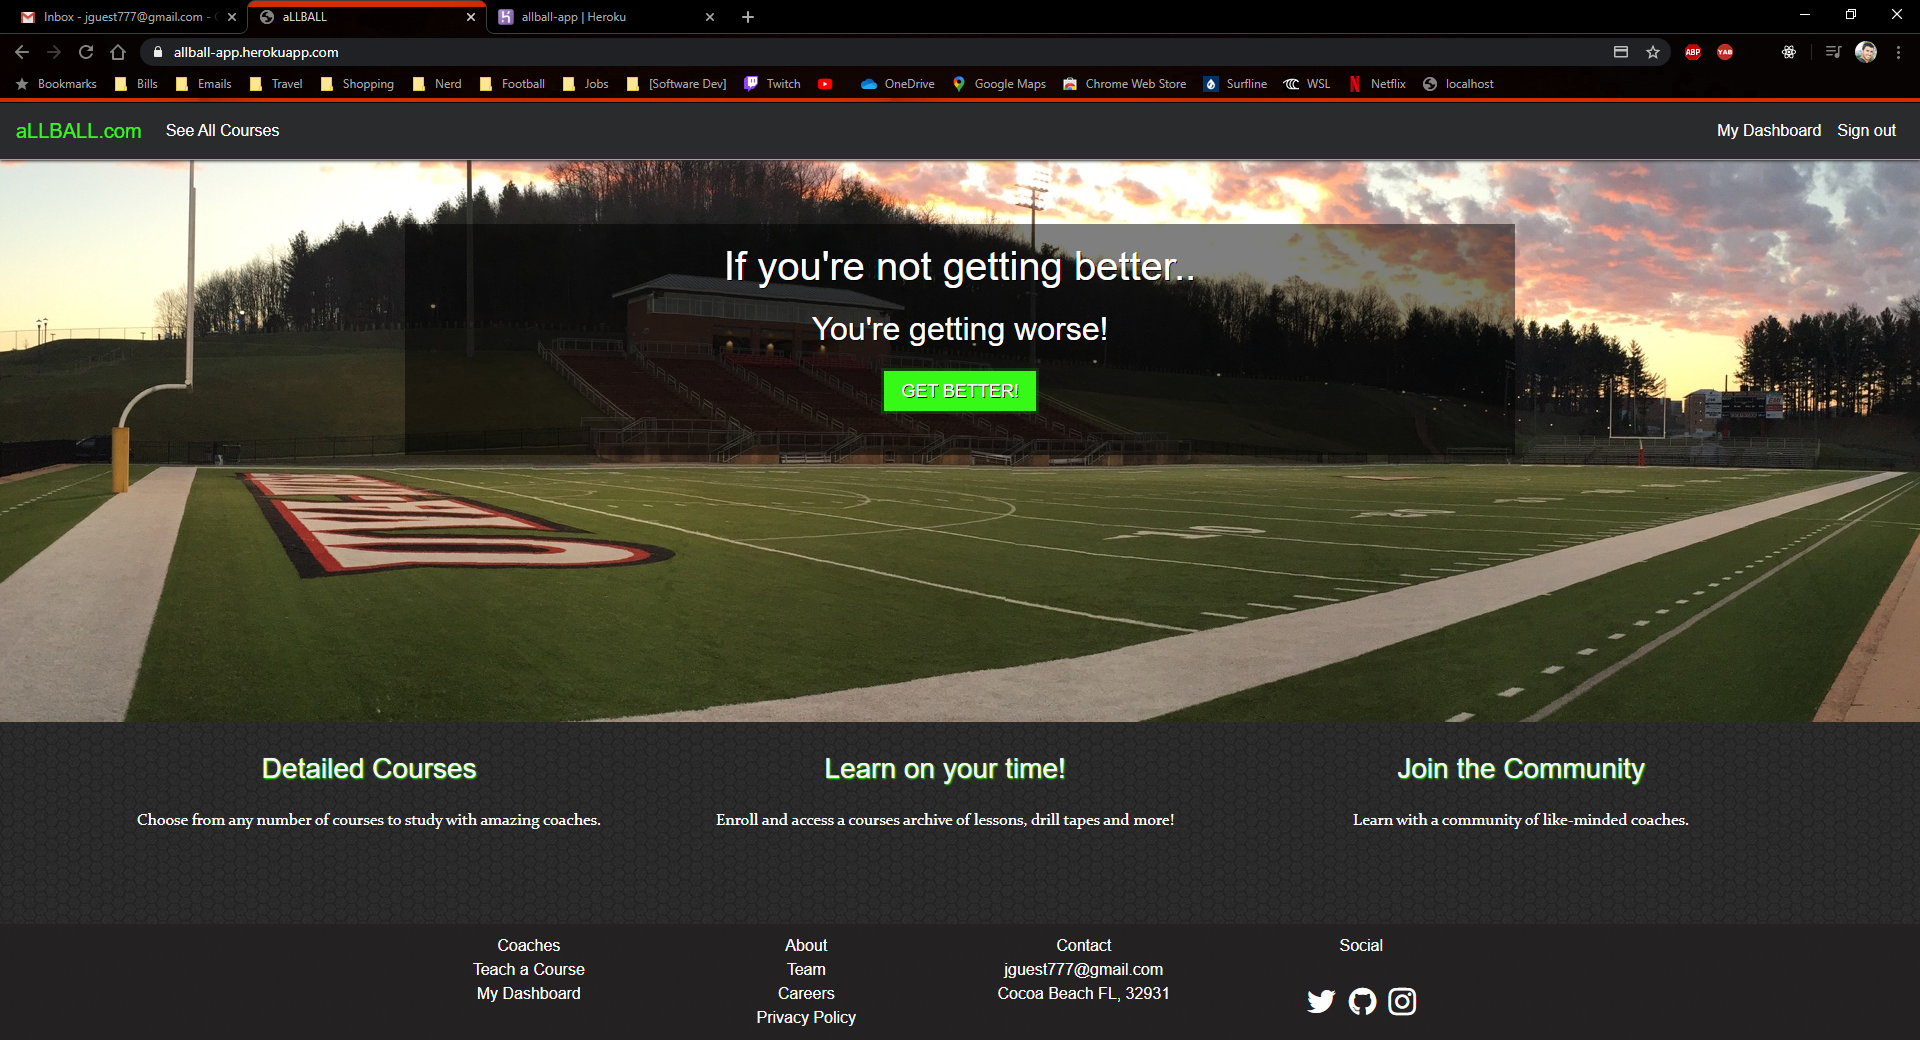 Inbox - jguest777@gmail.com -
aLLBALL
allball-app | Heroku
allball-app.herokuapp.com
ABP
YAB
Bookmarks
Bills
Emails
Travel
Shopping
Nerd
Football
Jobs
[Software Dev]
Twitch
OneDrive
Google Maps
Chrome Web Store
Surfline
WSL
Netflix
localhost
aLLBALL.com
See All Courses
My Dashboard
Sign out
If you're not getting better..
You're getting worse!
GET BETTER!
Detailed Courses
Choose from any number of courses to study with amazing coaches.
Learn on your time!
Enroll and access a courses archive of lessons, drill tapes and more!
Join the Community
Learn with a community of like-minded coaches.
Coaches
Teach a Course
My Dashboard
About
Team
Careers
Privacy Policy
Contact
jguest777@gmail.com
Cocoa Beach FL, 32931
Social